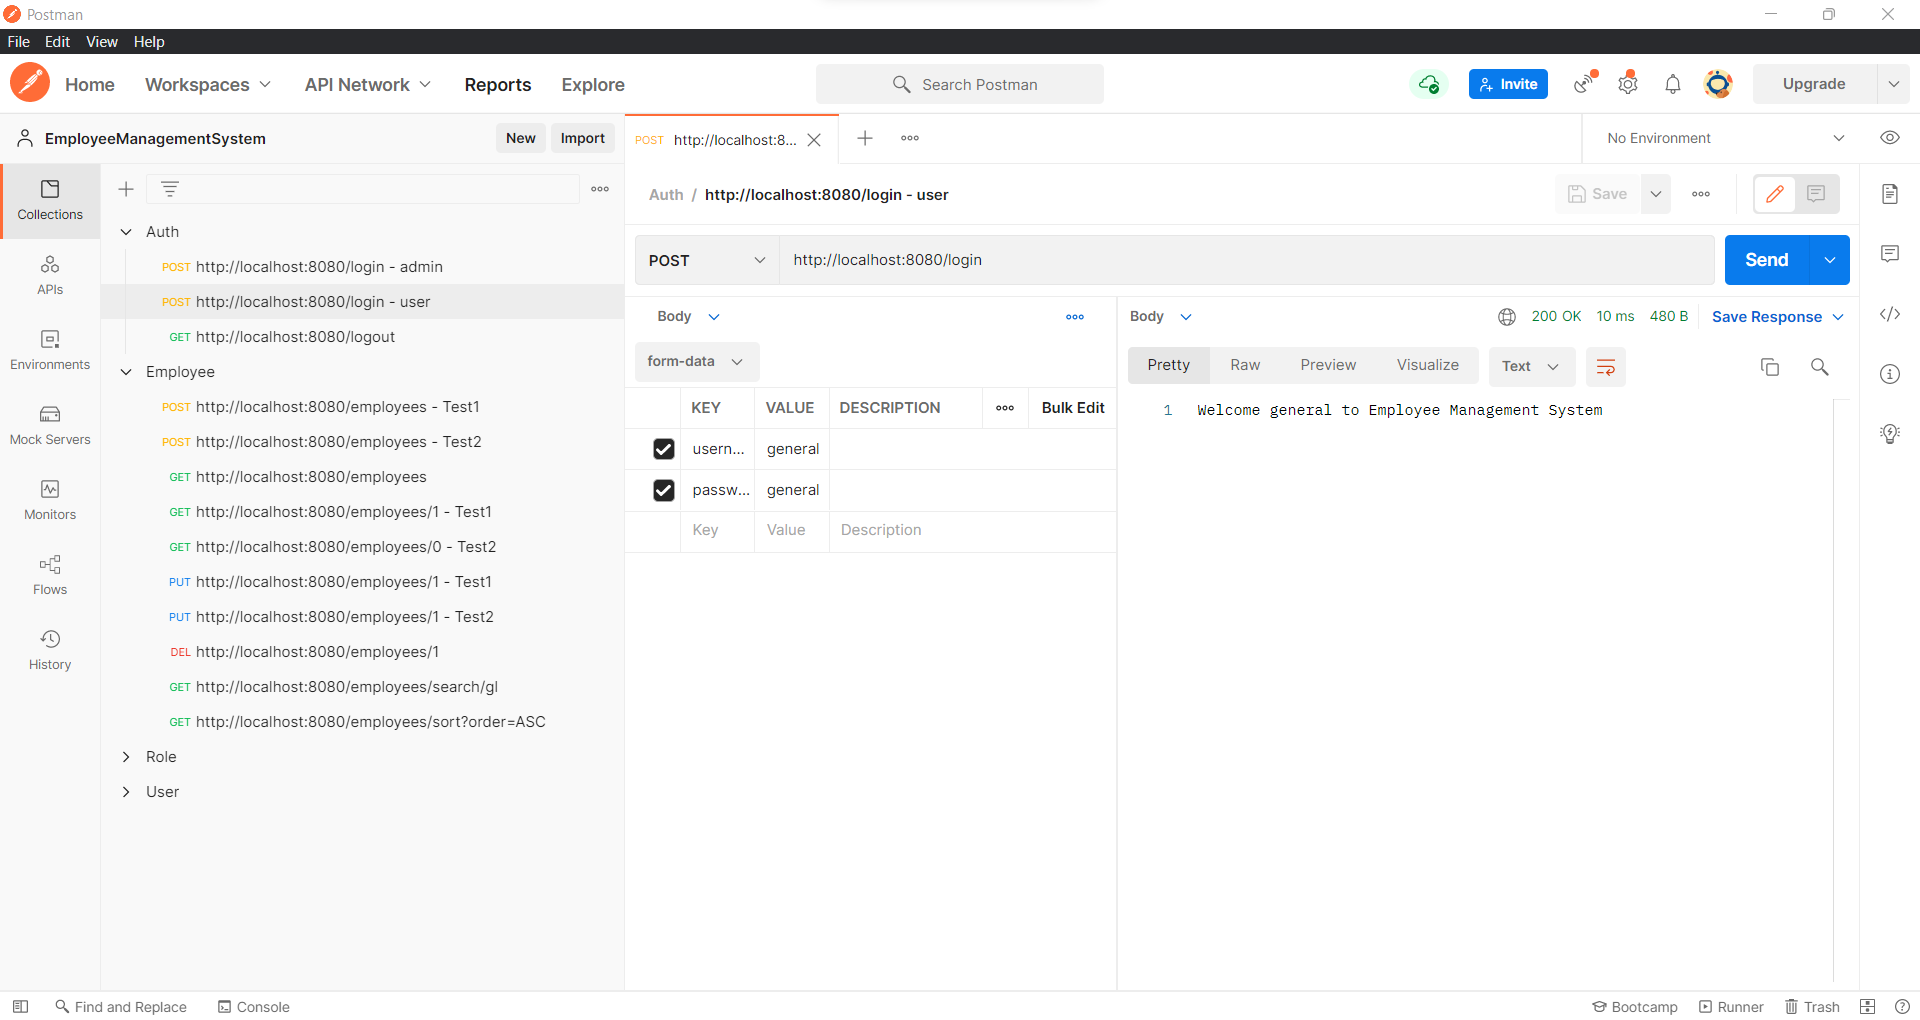 Postman
File Edit View Help
Home Workspaces API Network Reports Explore Search Postman Invite Upgrade
EmployeeManagementSystem New Import
POST http://localhost:8... No Environment
Collections
APIs
Environments
Mock Servers
Monitors
Flows
History
Auth
POST http://localhost:8080/login - admin
POST http://localhost:8080/login - user
GET http://localhost:8080/logout
Employee
POST http://localhost:8080/employees - Test1
POST http://localhost:8080/employees - Test2
GET http://localhost:8080/employees
GET http://localhost:8080/employees/1 - Test1
GET http://localhost:8080/employees/0 - Test2
PUT http://localhost:8080/employees/1 - Test1
PUT http://localhost:8080/employees/1 - Test2
DEL http://localhost:8080/employees/1
GET http://localhost:8080/employees/search/gl
GET http://localhost:8080/employees/sort?order=ASC
Role
User
Auth / http://localhost:8080/login - user Save
POST http://localhost:8080/login Send
Body
form-data
KEY VALUE DESCRIPTION Bulk Edit
usern... general
passw... general
Key Value Description
Body 200 OK 10 ms 480 B Save Response
Pretty Raw Preview Visualize Text
1 Welcome general to Employee Management System
Find and Replace Console Bootcamp Runner Trash